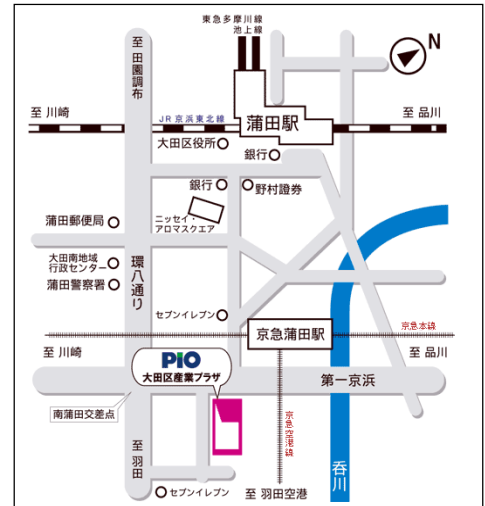 東急多摩川線
池上線
N
至 田園調布
至 川崎
至 品川
JR京浜東北線
蒲田駅
大田区役所
銀行
銀行
野村證券
ニッセイ・
アロマスクエア
蒲田郵便局
大田南地域
行政センター
蒲田警察署
環八通り
セブンイレブン
京急蒲田駅
京急本線
至 川崎
至 品川
PiO
大田区産業プラザ
第一京浜
南蒲田交差点
京急空港線
至 羽田
呑川
セブンイレブン
至 羽田空港